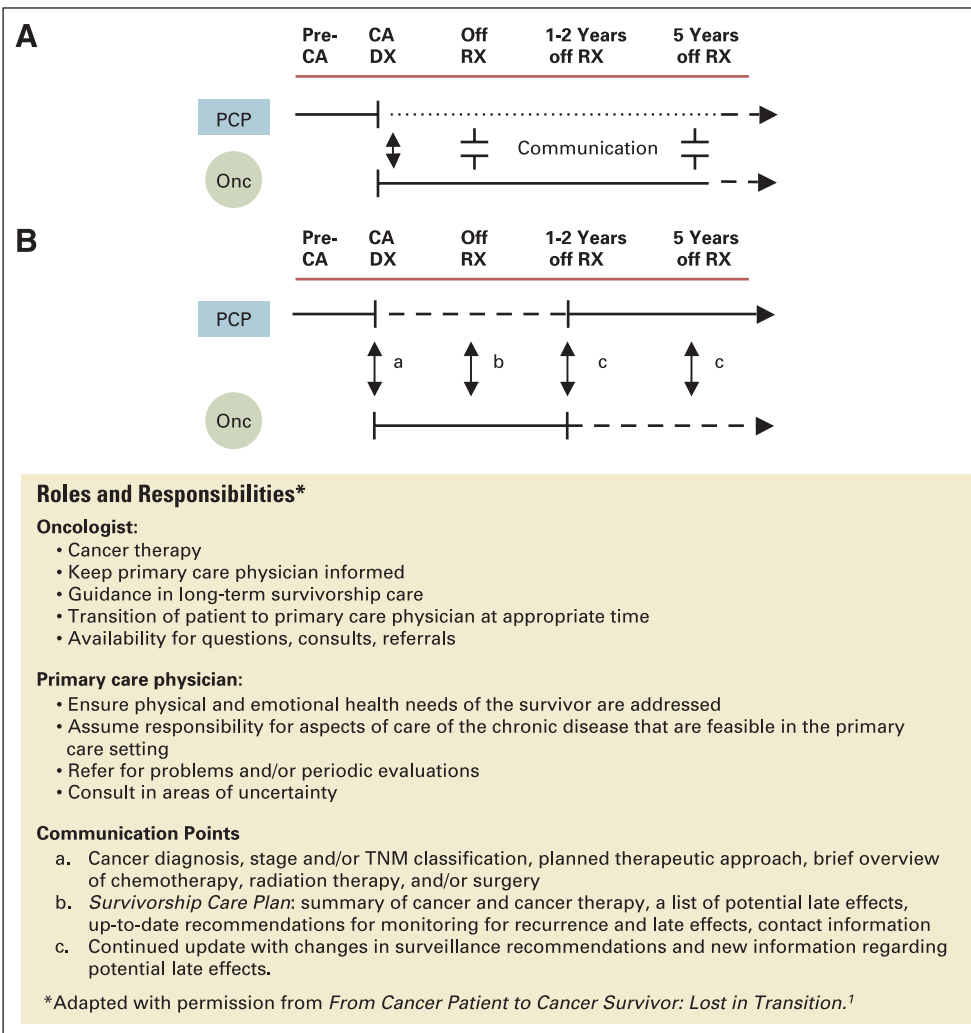 A
Pre- CA Off 1-2 Years 5 Years
CA DX RX off RX off RX
PCP
Communication
Onc
B
Pre- CA Off 1-2 Years 5 Years
CA DX RX off RX off RX
PCP
a b c c
Onc
Roles and Responsibilities*
Oncologist:
• Cancer therapy
• Keep primary care physician informed
• Guidance in long-term survivorship care
• Transition of patient to primary care physician at appropriate time
• Availability for questions, consults, referrals
Primary care physician:
• Ensure physical and emotional health needs of the survivor are addressed
• Assume responsibility for aspects of care of the chronic disease that are feasible in the primary
care setting
• Refer for problems and/or periodic evaluations
• Consult in areas of uncertainty
Communication Points
a. Cancer diagnosis, stage and/or TNM classification, planned therapeutic approach, brief overview
of chemotherapy, radiation therapy, and/or surgery
b. Survivorship Care Plan: summary of cancer and cancer therapy, a list of potential late effects,
up-to-date recommendations for monitoring for recurrence and late effects, contact information
c. Continued update with changes in surveillance recommendations and new information regarding
potential late effects.
*Adapted with permission from From Cancer Patient to Cancer Survivor: Lost in Transition.1